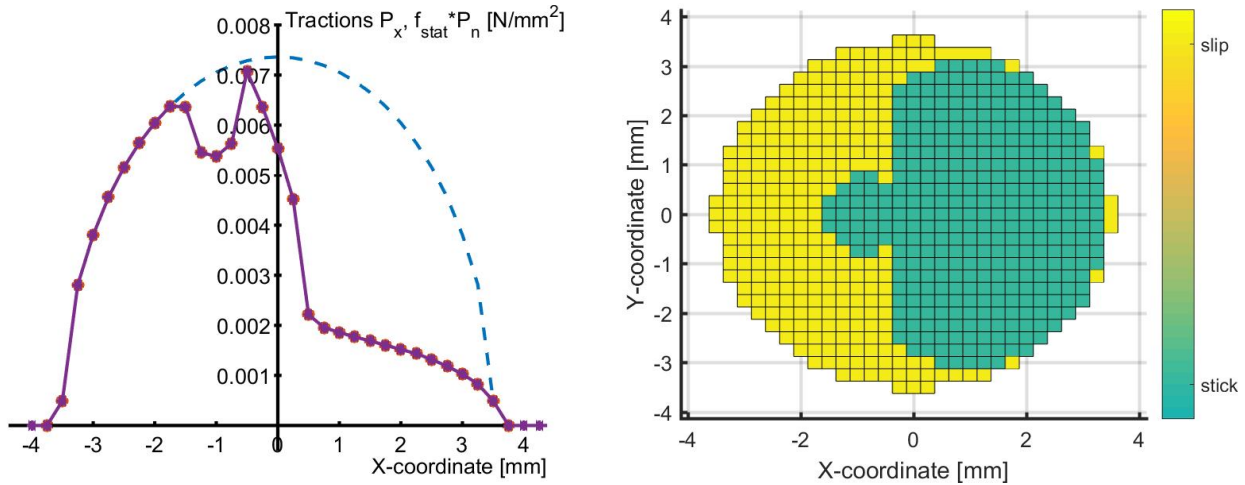 Tractions P_x, f_stat*P_n [N/mm^2]
0.008
0.007
0.006
0.005
0.004
0.003
0.002
0.001
-4 -3 -2 -1 0 1 2 3 4
X-coordinate [mm]
4
3
2
1
0
-1
-2
-3
-4
Y-coordinate [mm]
-4 -2 0 2 4
X-coordinate [mm]
slip
stick